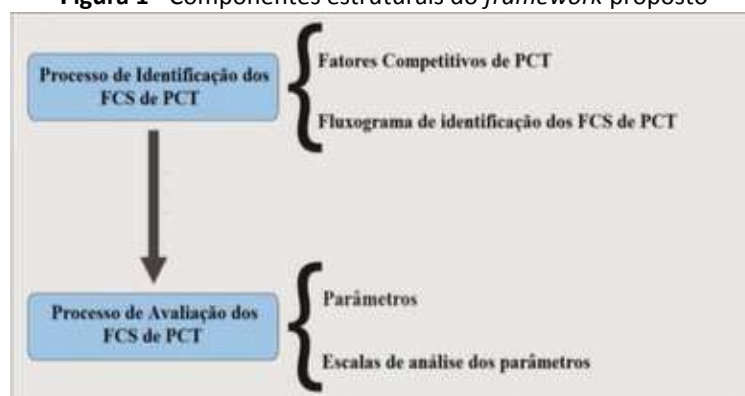 Figura 1 - Componentes estruturais do framework proposto
Processo de Identificação dos
FCS de PCT
Fatores Competitivos de PCT
Fluxograma de identificação dos FCS de PCT
Processo de Avaliação dos
FCS de PCT
Parâmetros
Escalas de análise dos parâmetros